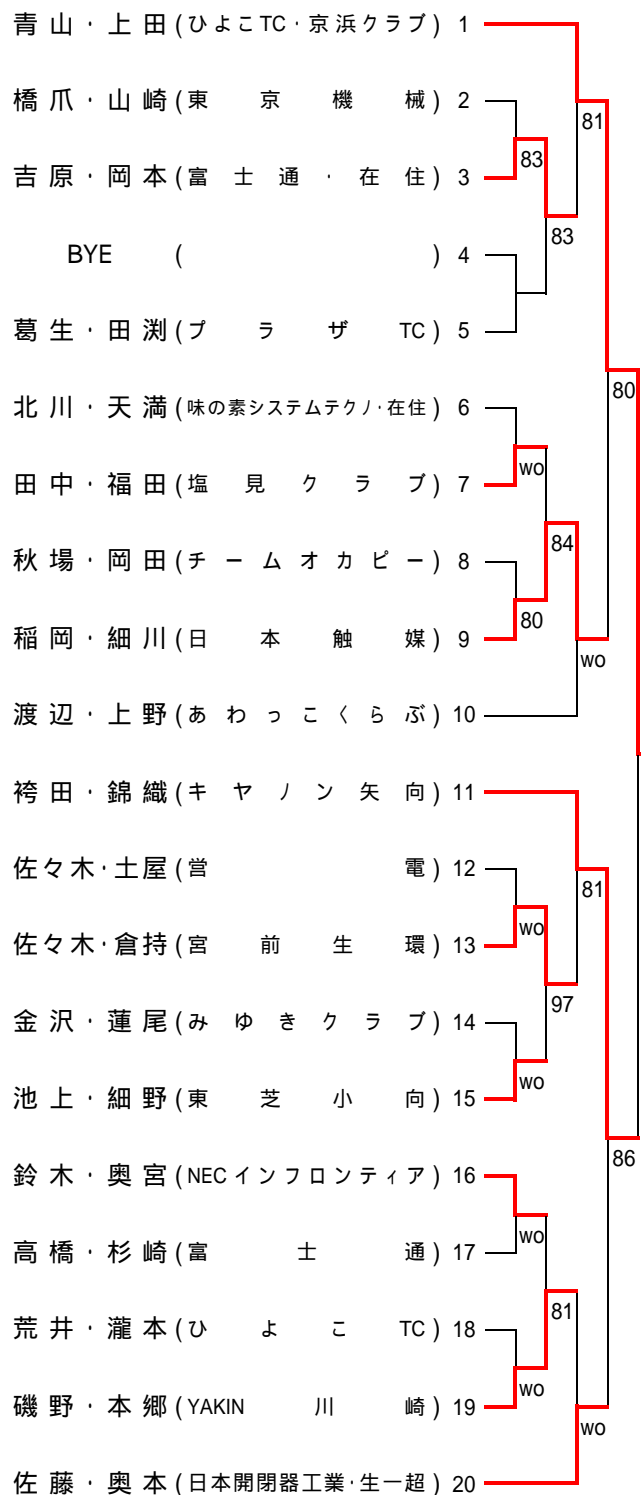 青山・上田(ひよこTC・京浜クラブ) 1
81
橋爪・山崎(東京機械) 2
83
吉原・岡本(富士通・在住) 3
83
BYE ( ) 4
葛生・田渕(プラザTC) 5
80
北川・天満(味の素システムテクノ・在住) 6
wo
田中・福田(塩見クラブ) 7
84
秋場・岡田(チームオカピー) 8
80
稲岡・細川(日本触媒) 9
wo
渡辺・上野(あわっこくらぶ) 10
袴田・錦織(キヤノン矢向) 11
81
佐々木・土屋(営電) 12
wo
佐々木・倉持(宮前生環) 13
97
金沢・蓮尾(みゆきクラブ) 14
wo
池上・細野(東芝小向) 15
86
鈴木・奥宮(NECインフロンティア) 16
wo
高橋・杉崎(富士通) 17
81
荒井・瀧本(ひよこTC) 18
wo
磯野・本郷(YAKIN川崎) 19
wo
佐藤・奥本(日本開閉器工業・生一超) 20